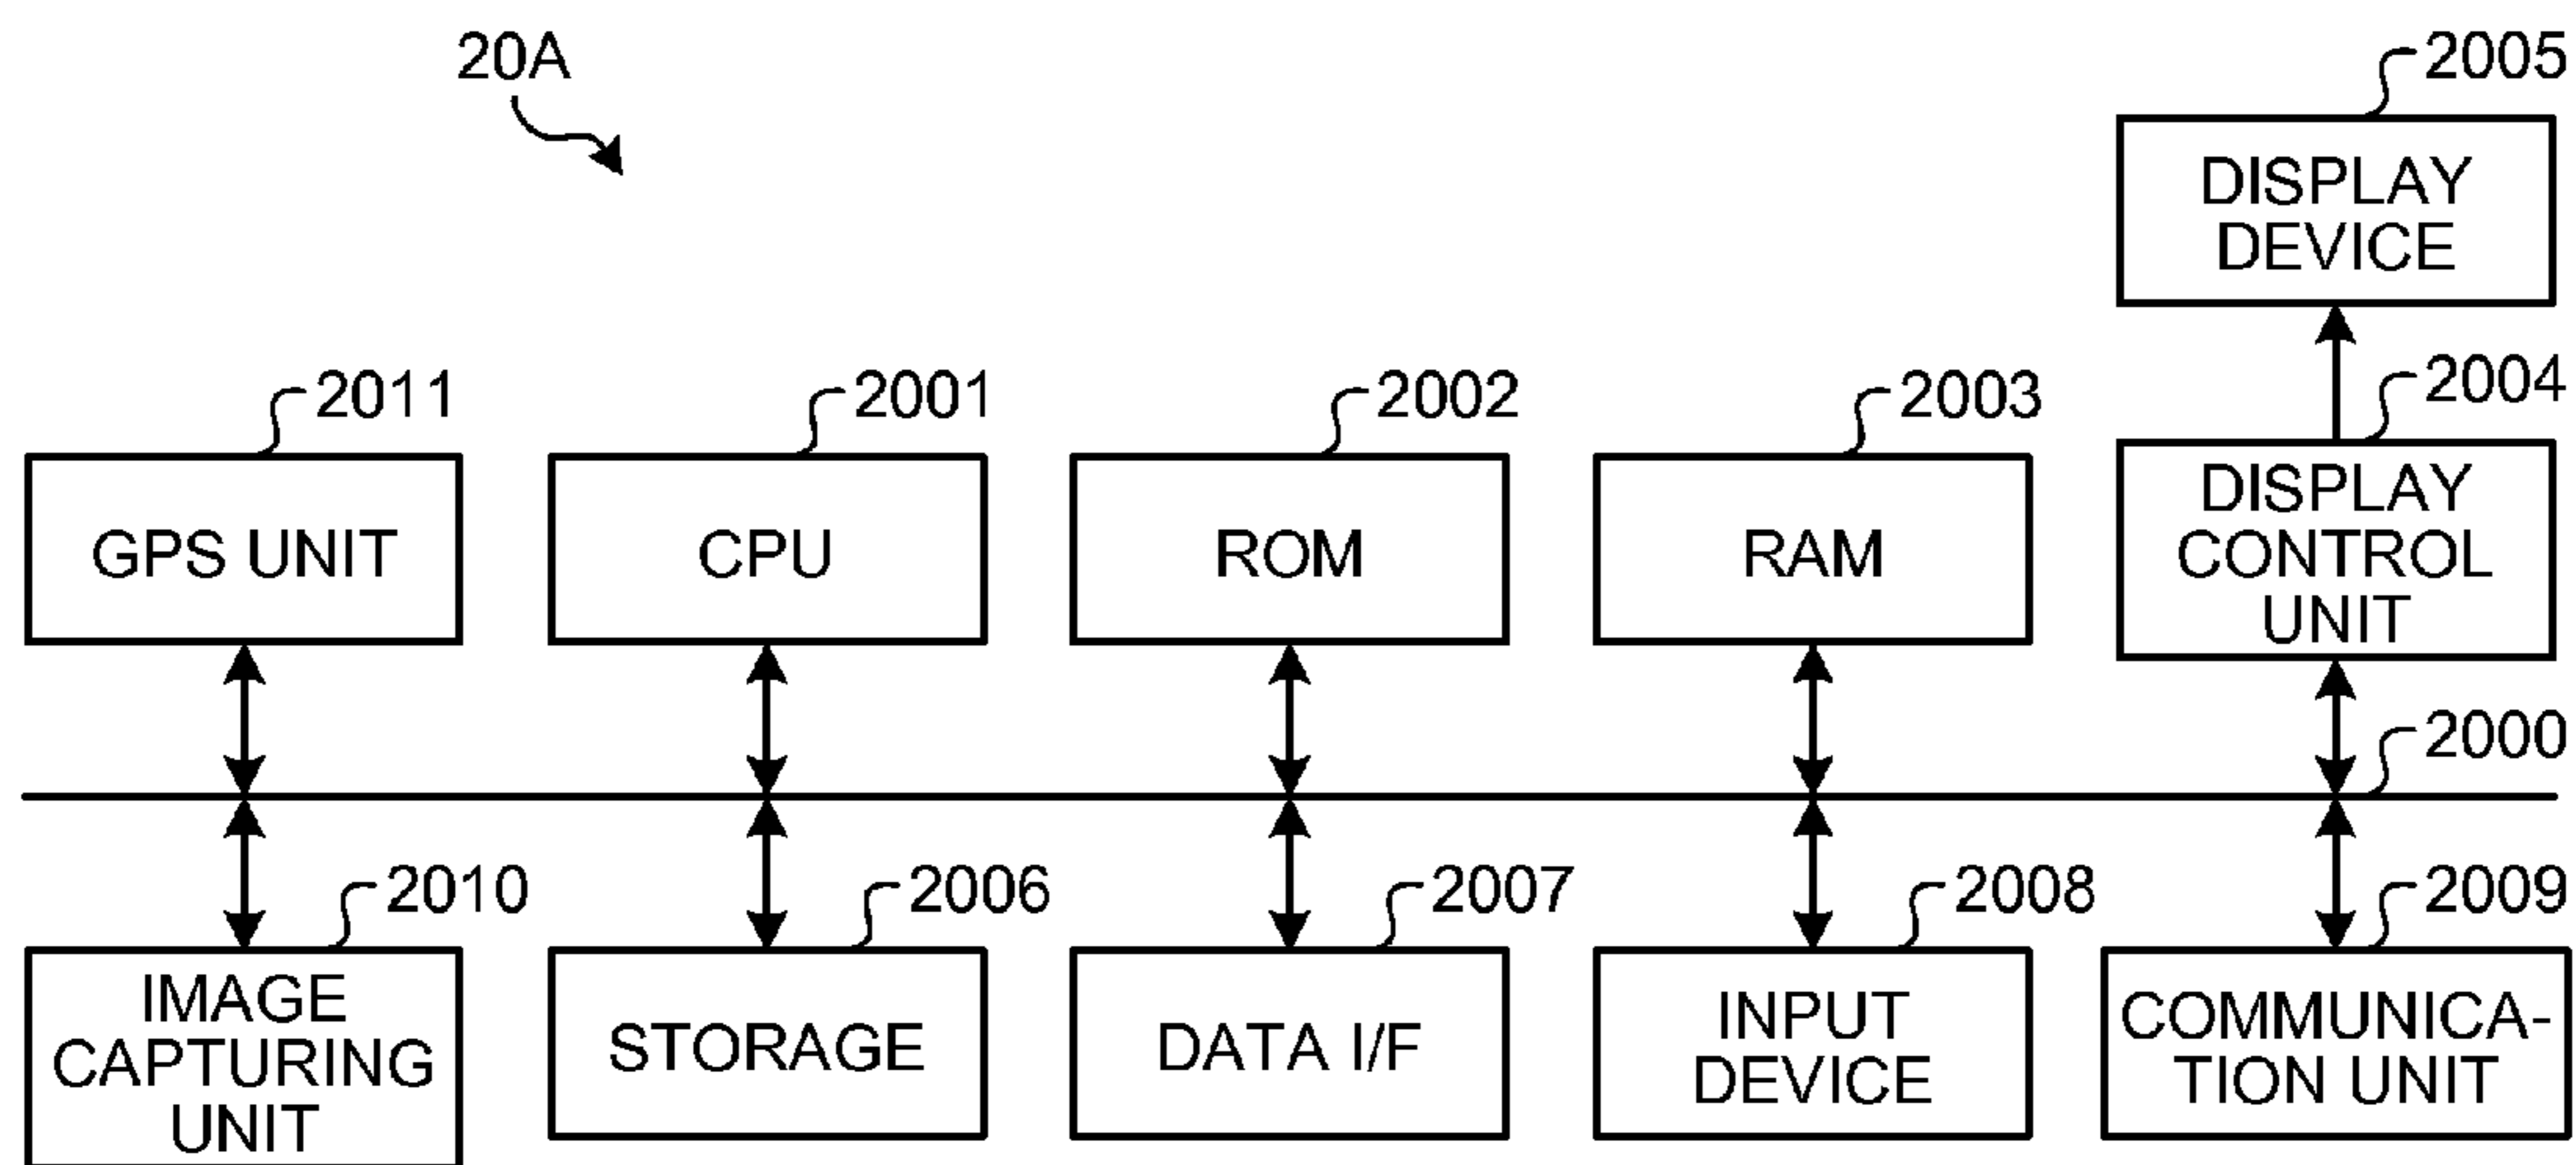 20A
2005
DISPLAY
DEVICE
2011
2001
2002
2003
2004
GPS UNIT
CPU
ROM
RAM
DISPLAY
CONTROL
UNIT
2000
2010
2006
2007
2008
2009
IMAGE
CAPTURING
UNIT
STORAGE
DATA I/F
INPUT
DEVICE
COMMUNICA-
TION UNIT